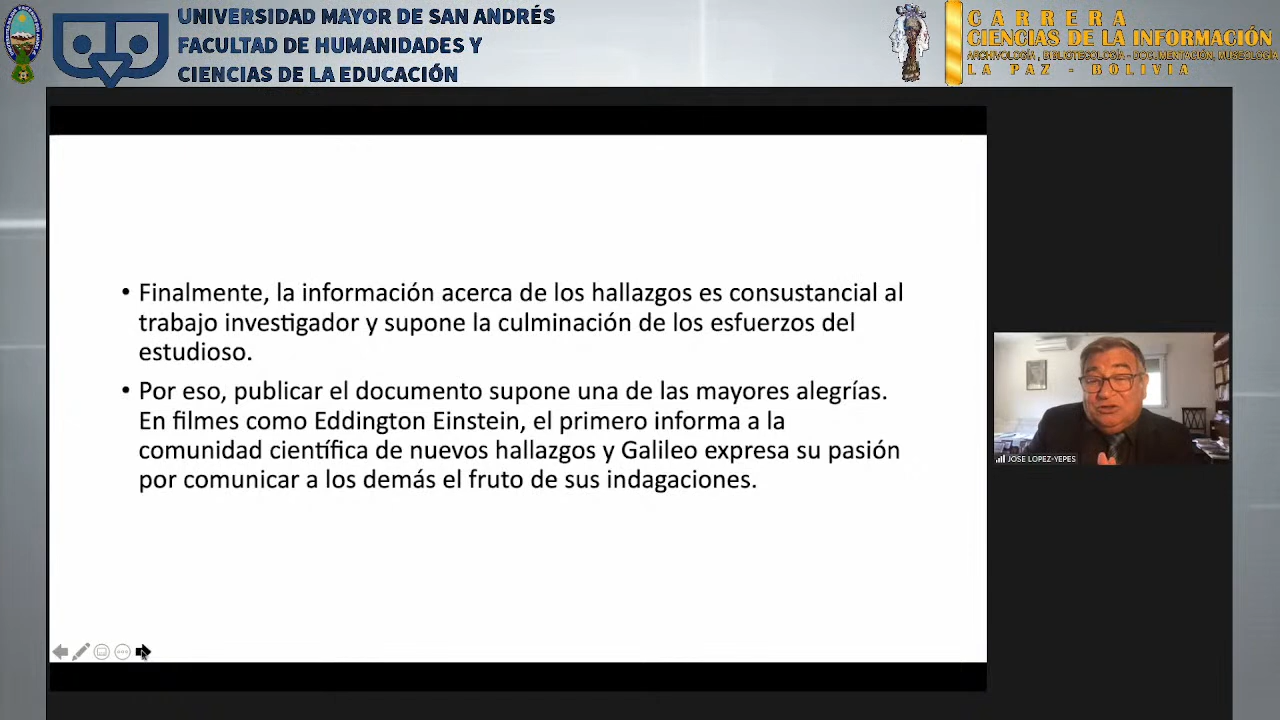 UNIVERSIDAD MAYOR DE SAN ANDRÉS
FACULTAD DE HUMANIDADES Y
CIENCIAS DE LA EDUCACIÓN
CARRERA
CIENCIAS DE LA INFORMACIÓN
ARCHIVOLOGÍA, BIBLIOTECOLOGÍA - DOCUMENTACIÓN, MUSEOLOGÍA
LA PAZ - BOLIVIA
• Finalmente, la información acerca de los hallazgos es consustancial al
trabajo investigador y supone la culminación de los esfuerzos del
estudioso.
• Por eso, publicar el documento supone una de las mayores alegrías.
En filmes como Eddington Einstein, el primero informa a la
comunidad científica de nuevos hallazgos y Galileo expresa su pasión
por comunicar a los demás el fruto de sus indagaciones.
JOSE LOPEZ-YEPES